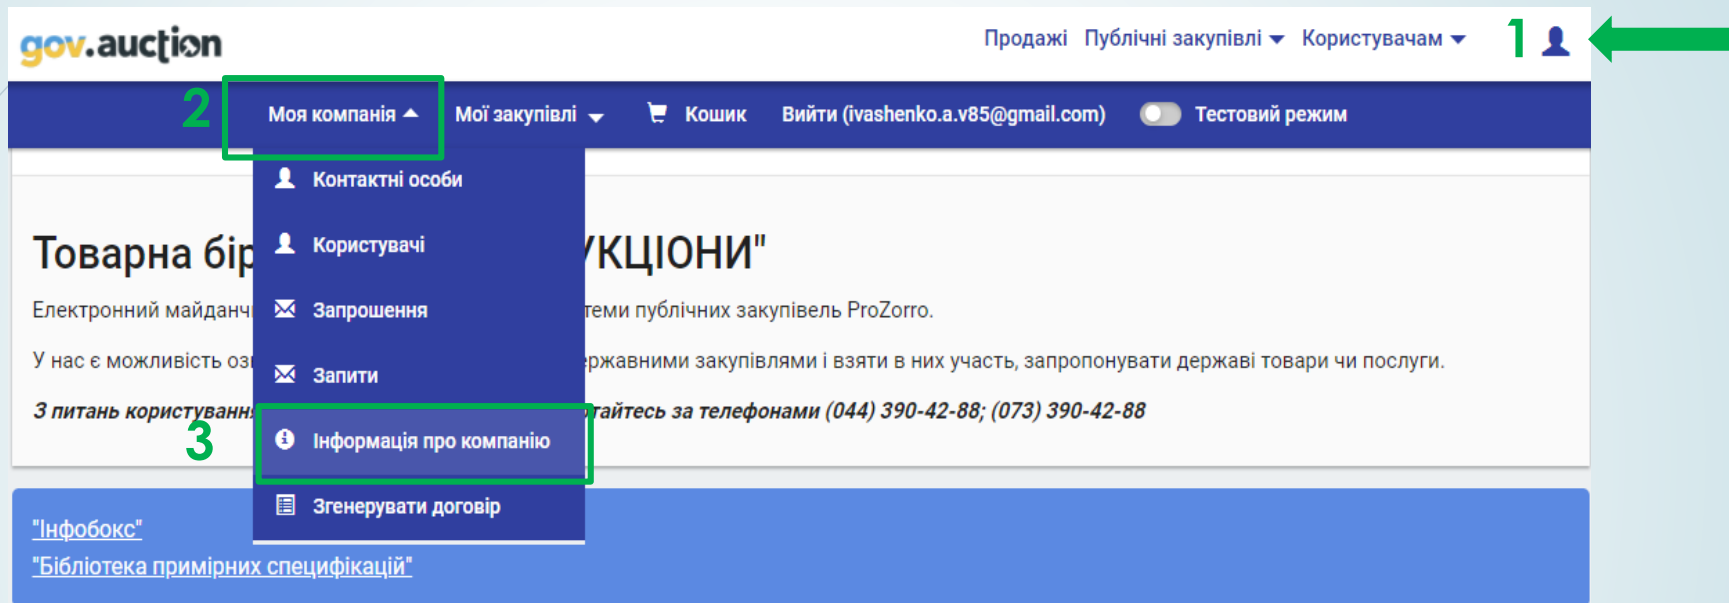 gov.auction
Продажі Публічні закупівлі Користувачам 1
2 Моя компанія Мої закупівлі Кошик Вийти (ivashenko.a.v85@gmail.com) Тестовий режим
Контактні особи
Користувачі
Запрошення
Запити
3 Інформація про компанію
Згенерувати договір
Товарна бір УКЦІОНИ"
Електронний майданч теми публічних закупівель ProZorro.
У нас є можливість оз ржавними закупівлями і взяти в них участь, запропонувати державі товари чи послуги.
З питань користування тайтесь за телефонами (044) 390-42-88; (073) 390-42-88
"Інфобокс"
"Бібліотека примірних специфікацій"